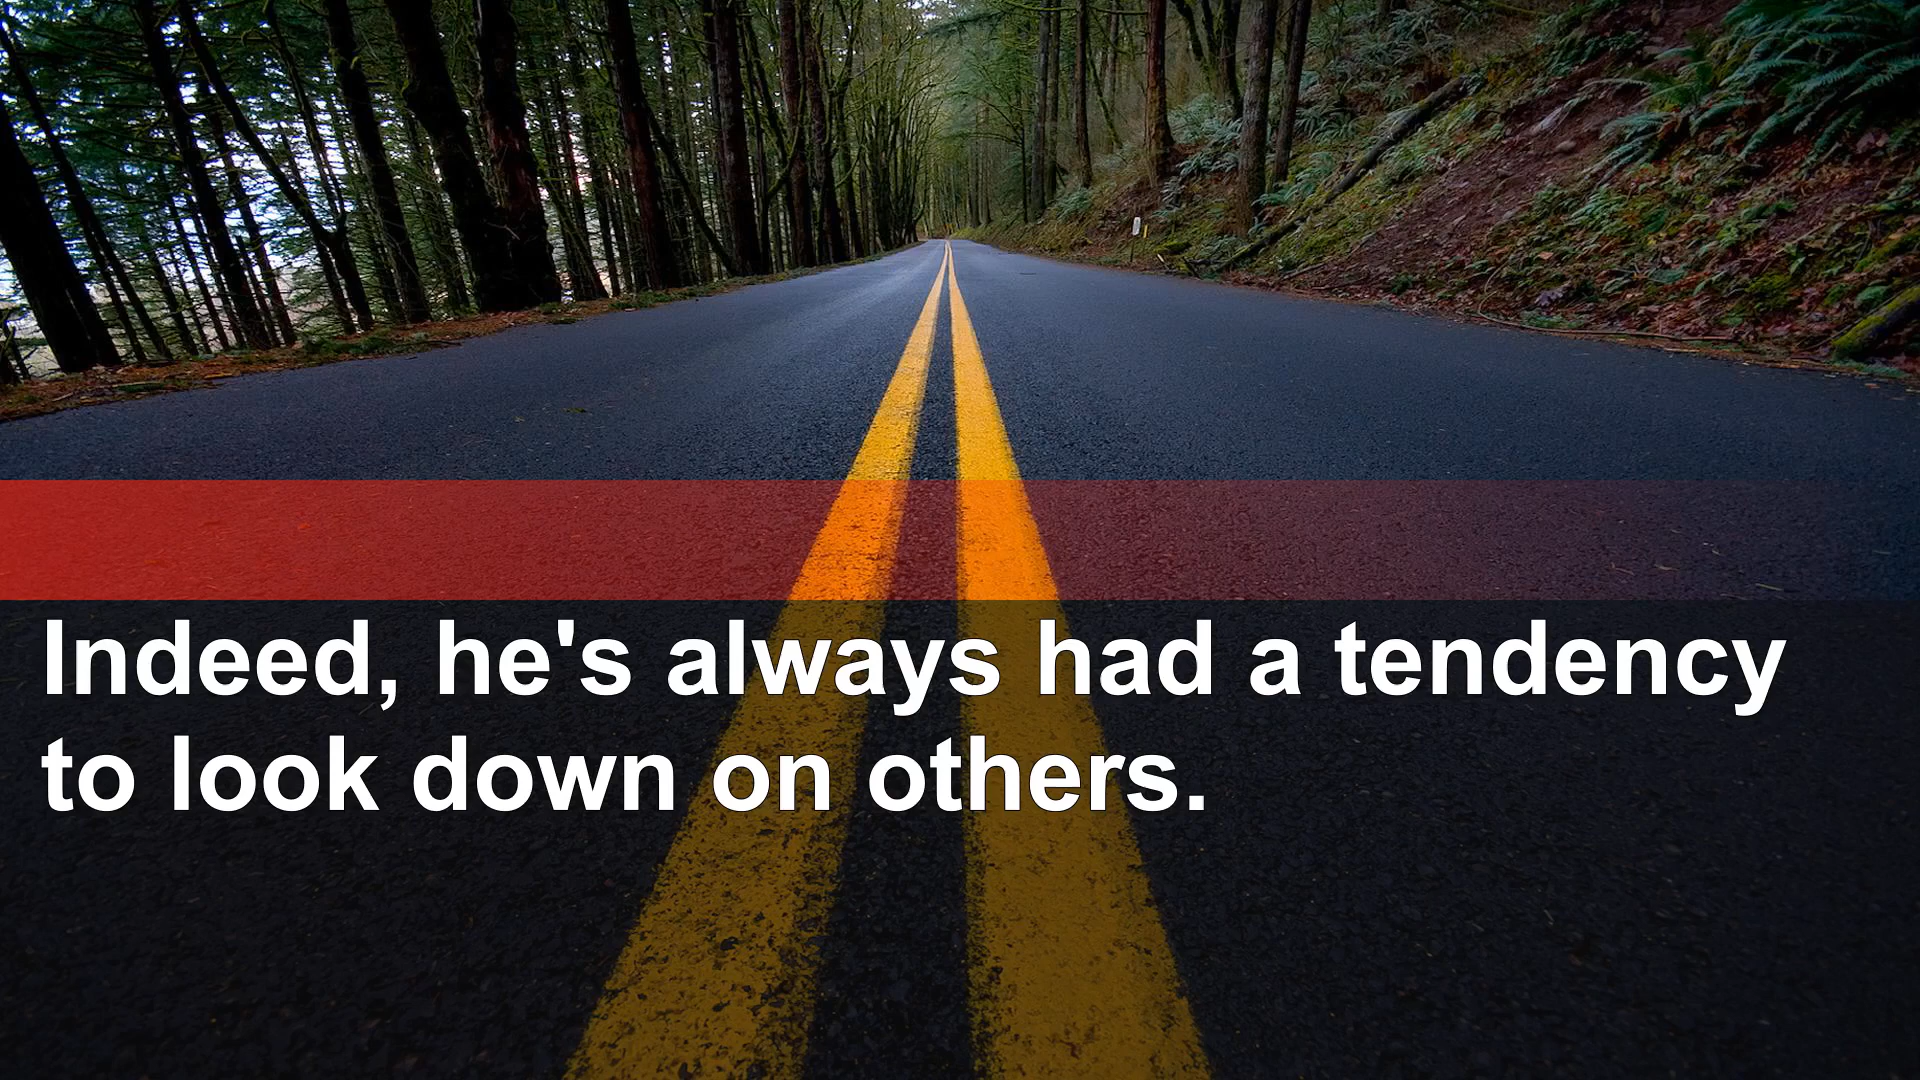 Indeed, he's always had a tendency
to look down on others.